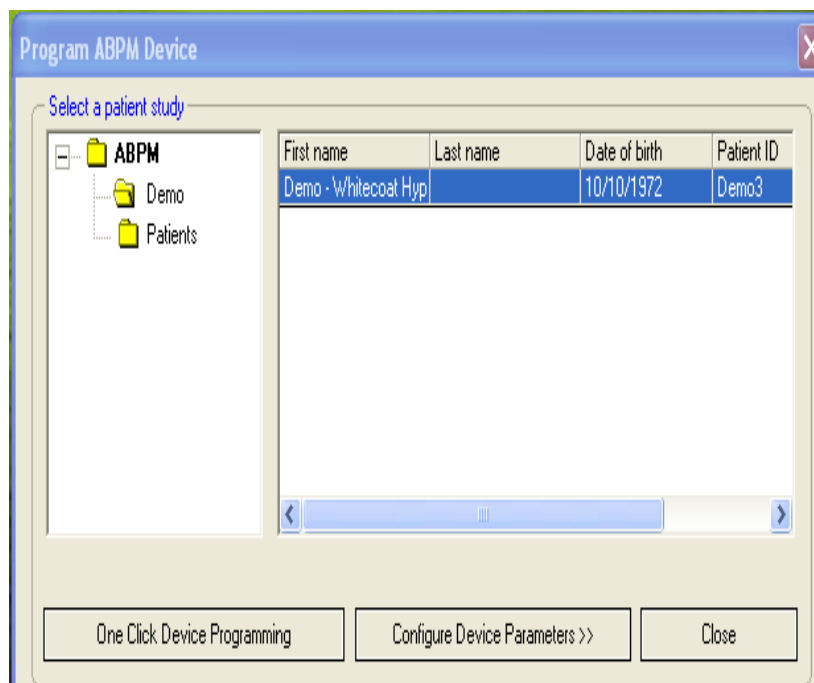 Program ABPM Device
Select a patient study
ABPM
Demo
Patients
First name Last name Date of birth Patient ID
Demo - Whitecoat Hyp 10/10/1972 Demo3
One Click Device Programming Configure Device Parameters >> Close